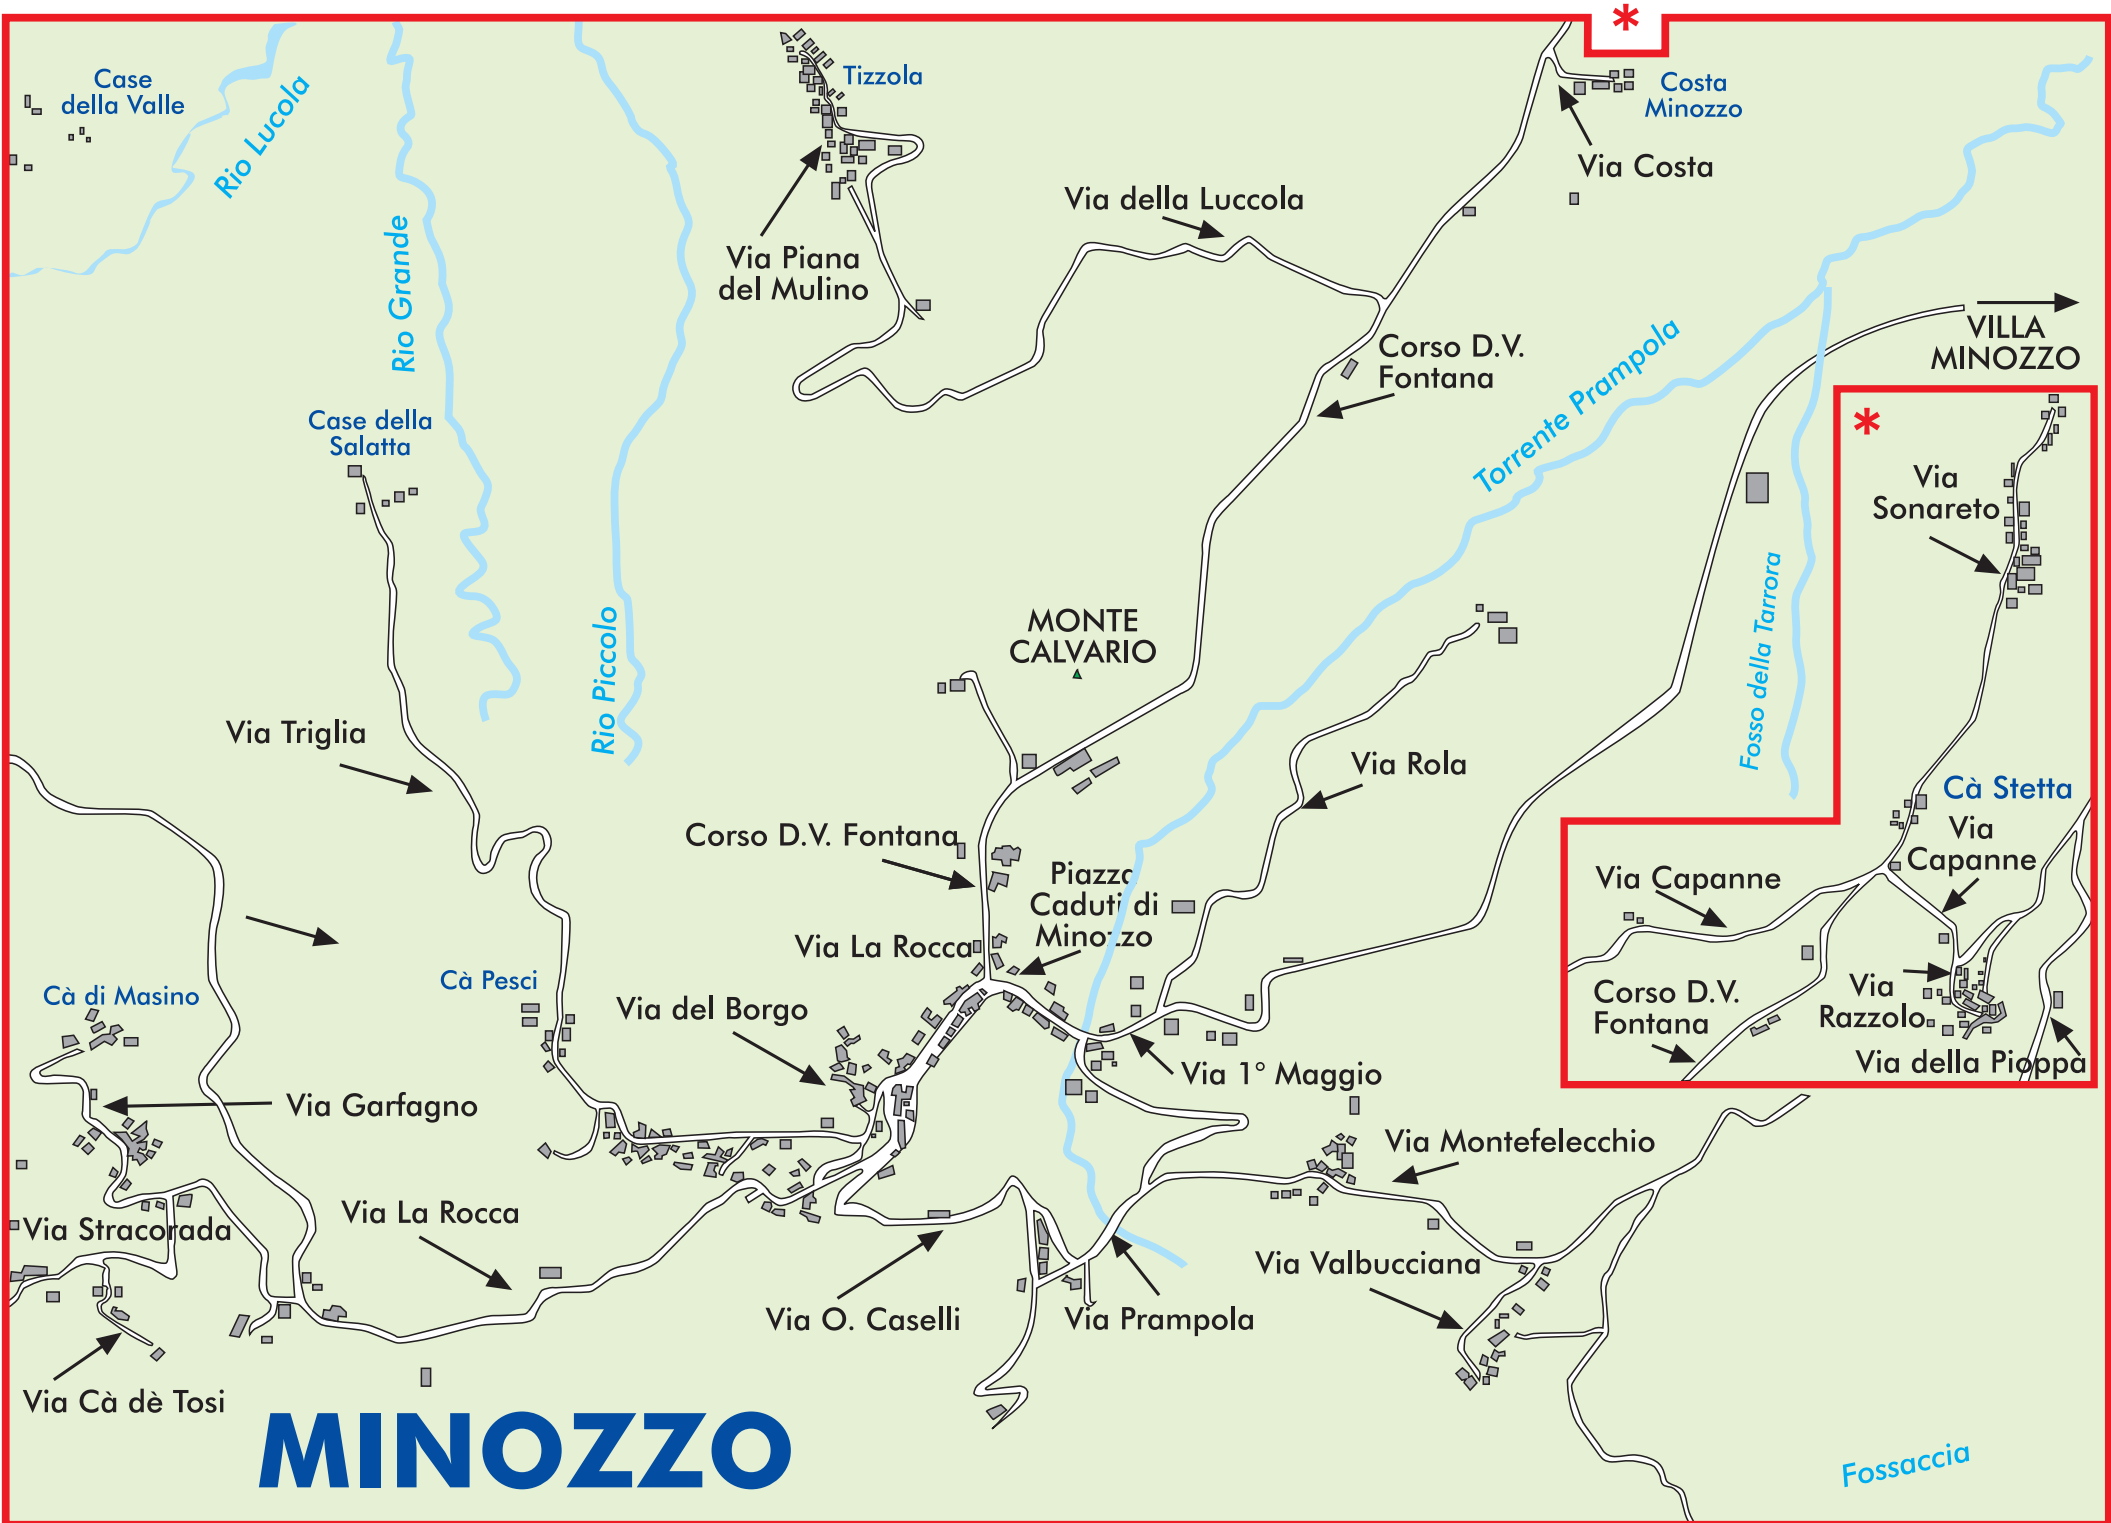 *
Case
della Valle
Rio Lucola
Tizzola
Costa
Minozzo
Via Costa
Via della Luccola
Rio Grande
Via Piana
del Mulino
VILLA
MINOZZO
Corso D.V.
Fontana
Torrente Prampola
Case della
Salatta
*
Via
Sonareto
Fosso della Tarrora
Rio Piccolo
MONTE
CALVARIO
Via Triglia
Via Rola
Cà Stetta
Via
Capanne
Via Capanne
Corso D.V. Fontana
Piazza
Caduti di
Minozzo
Via La Rocca
Cà Pesci
Cà di Masino
Via del Borgo
Corso D.V.
Fontana
Via
Razzolo
Via della Pioppa
Via 1° Maggio
Via Garfagno
Via Montefelecchio
Via Stracorada
Via La Rocca
Via Valbucciana
Via O. Caselli
Via Prampola
Via Cà dè Tosi
MINOZZO
Fossaccia